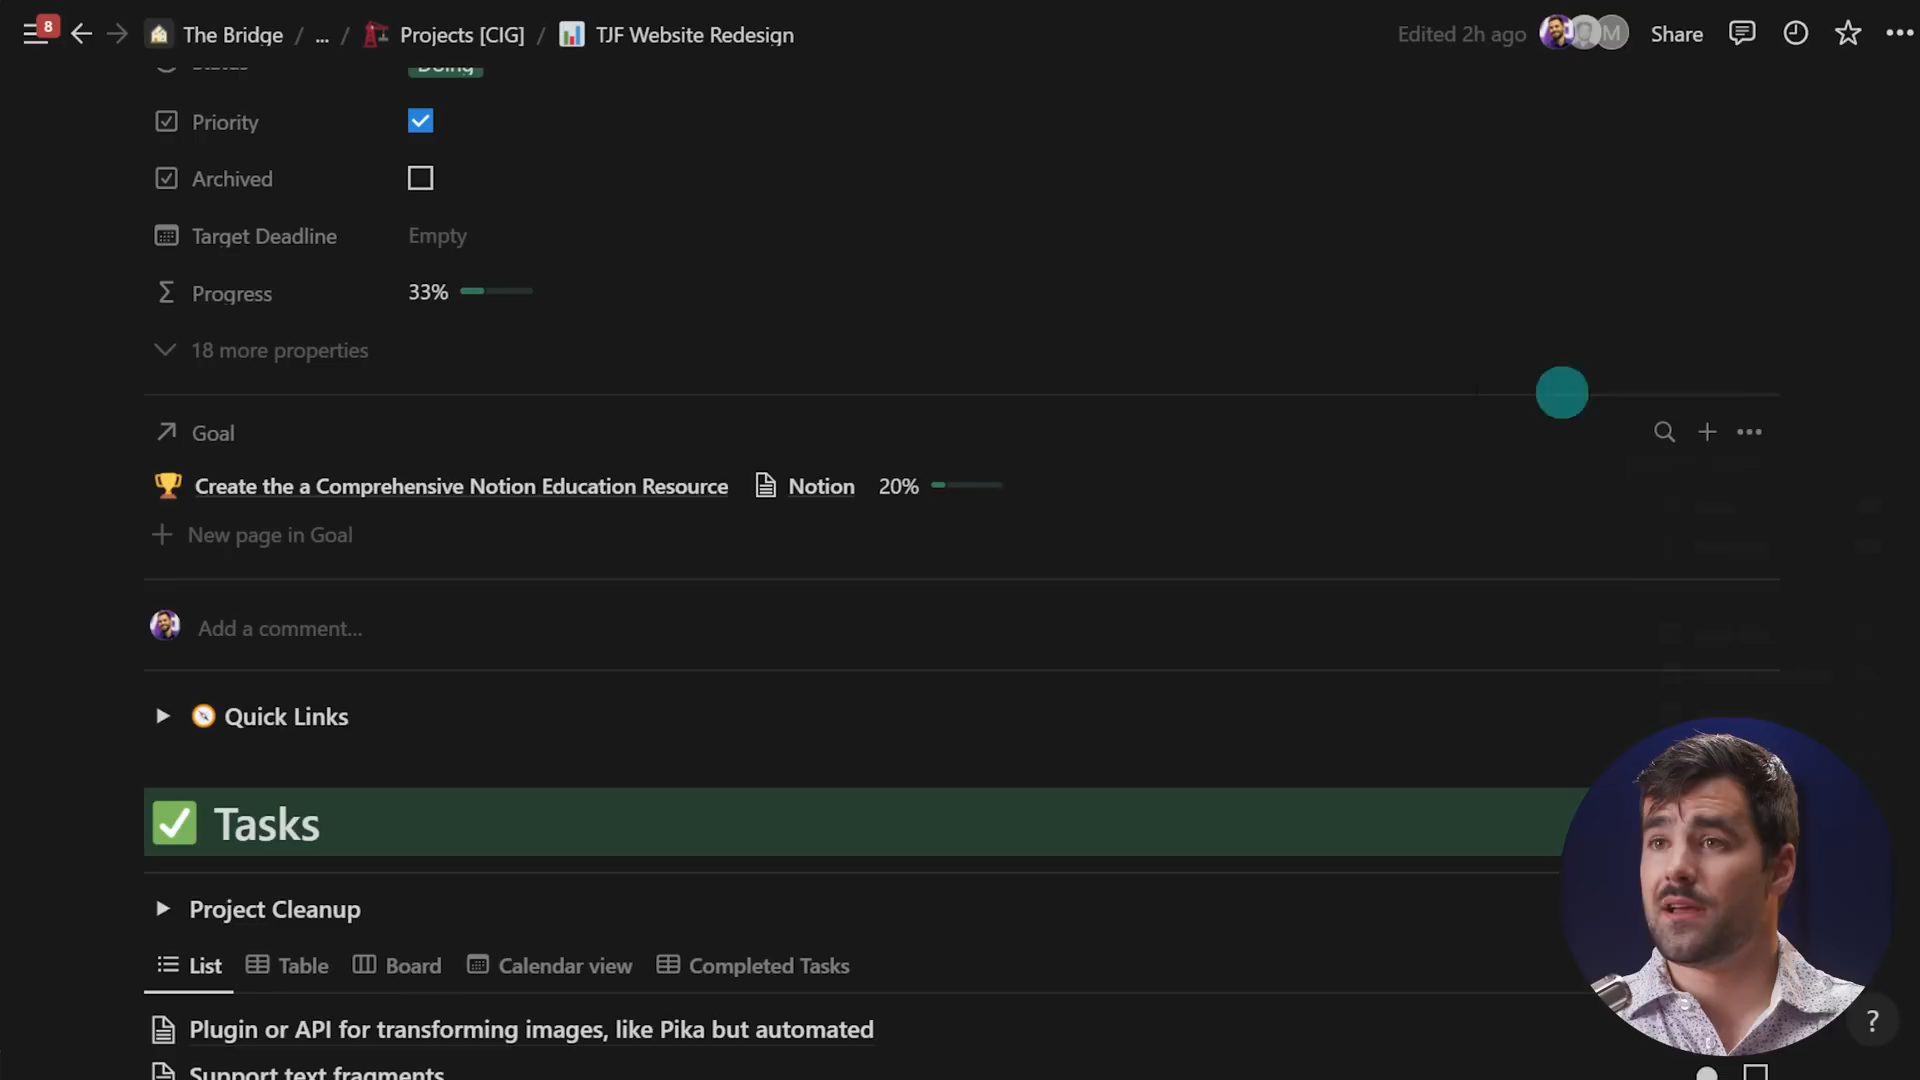 8 The Bridge / ... / Projects [CIG] / TJF Website Redesign Edited 2h ago M Share
Status Doing
Priority
Archived
Target Deadline Empty
Progress 33%
18 more properties
Goal
Create the a Comprehensive Notion Education Resource Notion 20%
New page in Goal
Add a comment...
Quick Links
Tasks
Project Cleanup
List Table Board Calendar view Completed Tasks
Plugin or API for transforming images, like Pika but automated
Support text fragments
?